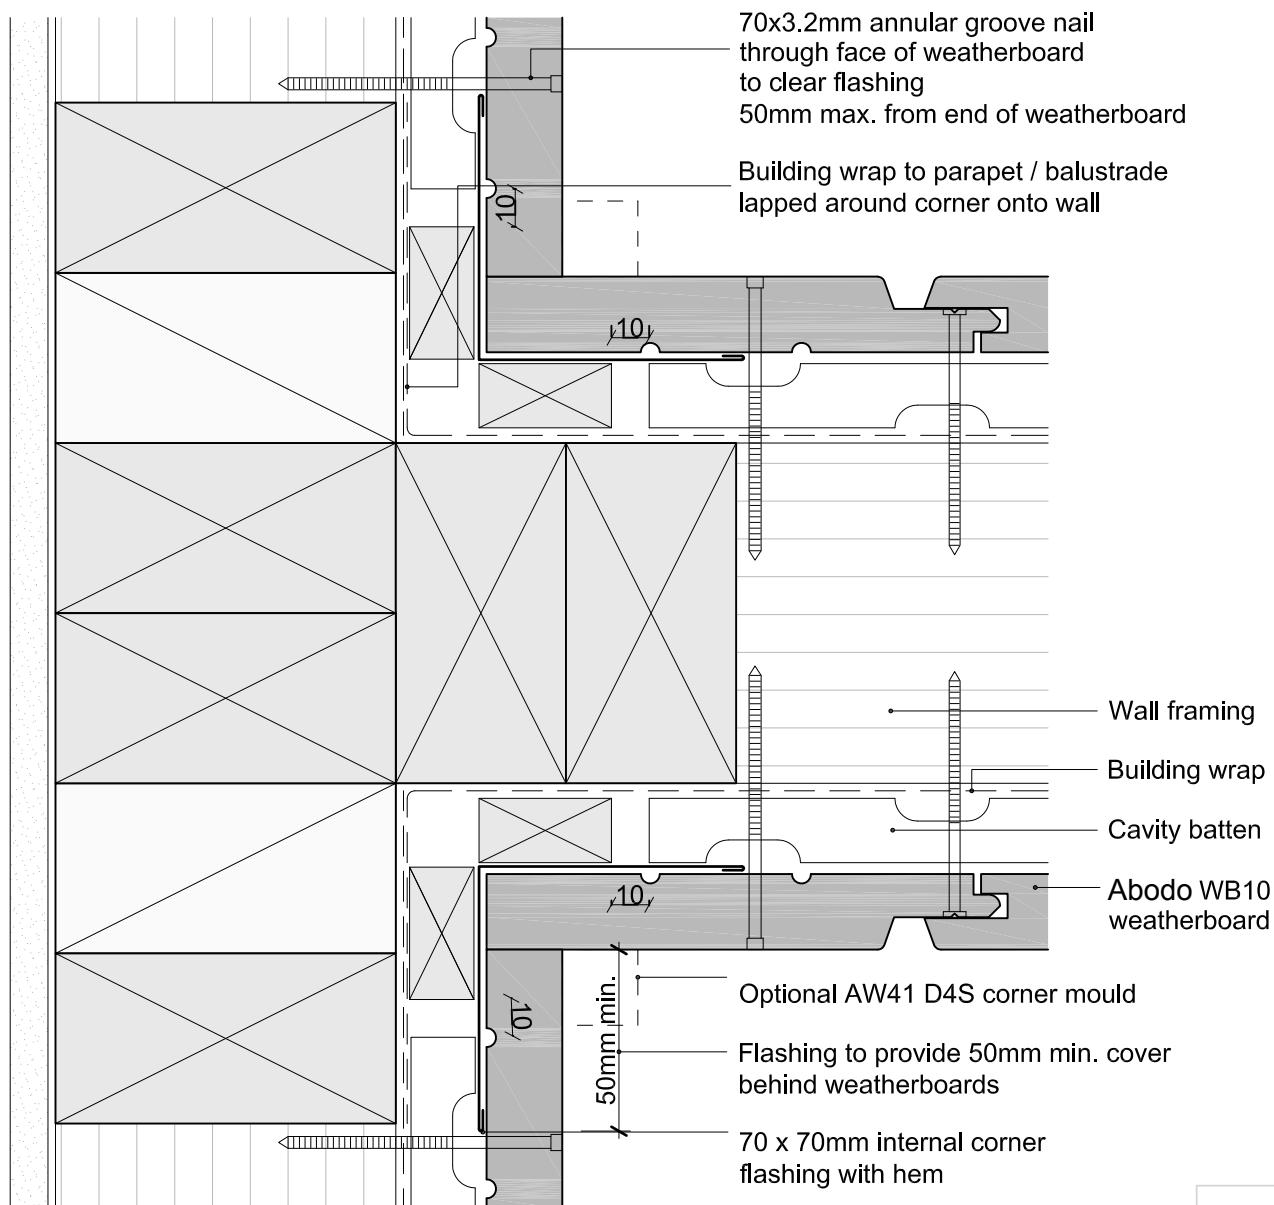 70x3.2mm annular groove nail
through face of weatherboard
to clear flashing
50mm max. from end of weatherboard
Building wrap to parapet / balustrade
lapped around corner onto wall
10
10
Wall framing
Building wrap
Cavity batten
Abodo WB10
weatherboard
10
10
50mm min.
Optional AW41 D4S corner mould
Flashing to provide 50mm min. cover
behind weatherboards
70 x 70mm internal corner
flashing with hem